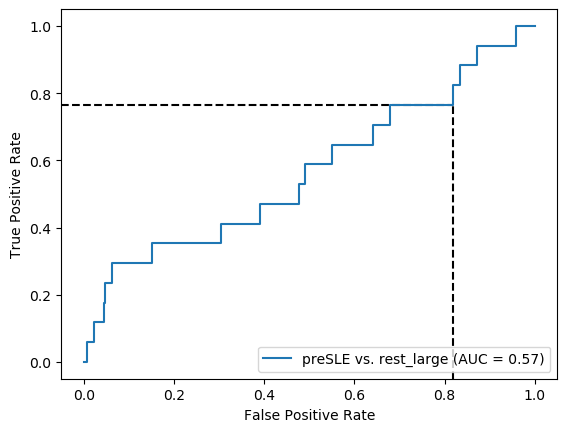 1.0
0.8
0.6
0.4
0.2
0.0
True Positive Rate
preSLE vs. rest_large (AUC = 0.57)
0.0 0.2 0.4 0.6 0.8 1.0
False Positive Rate